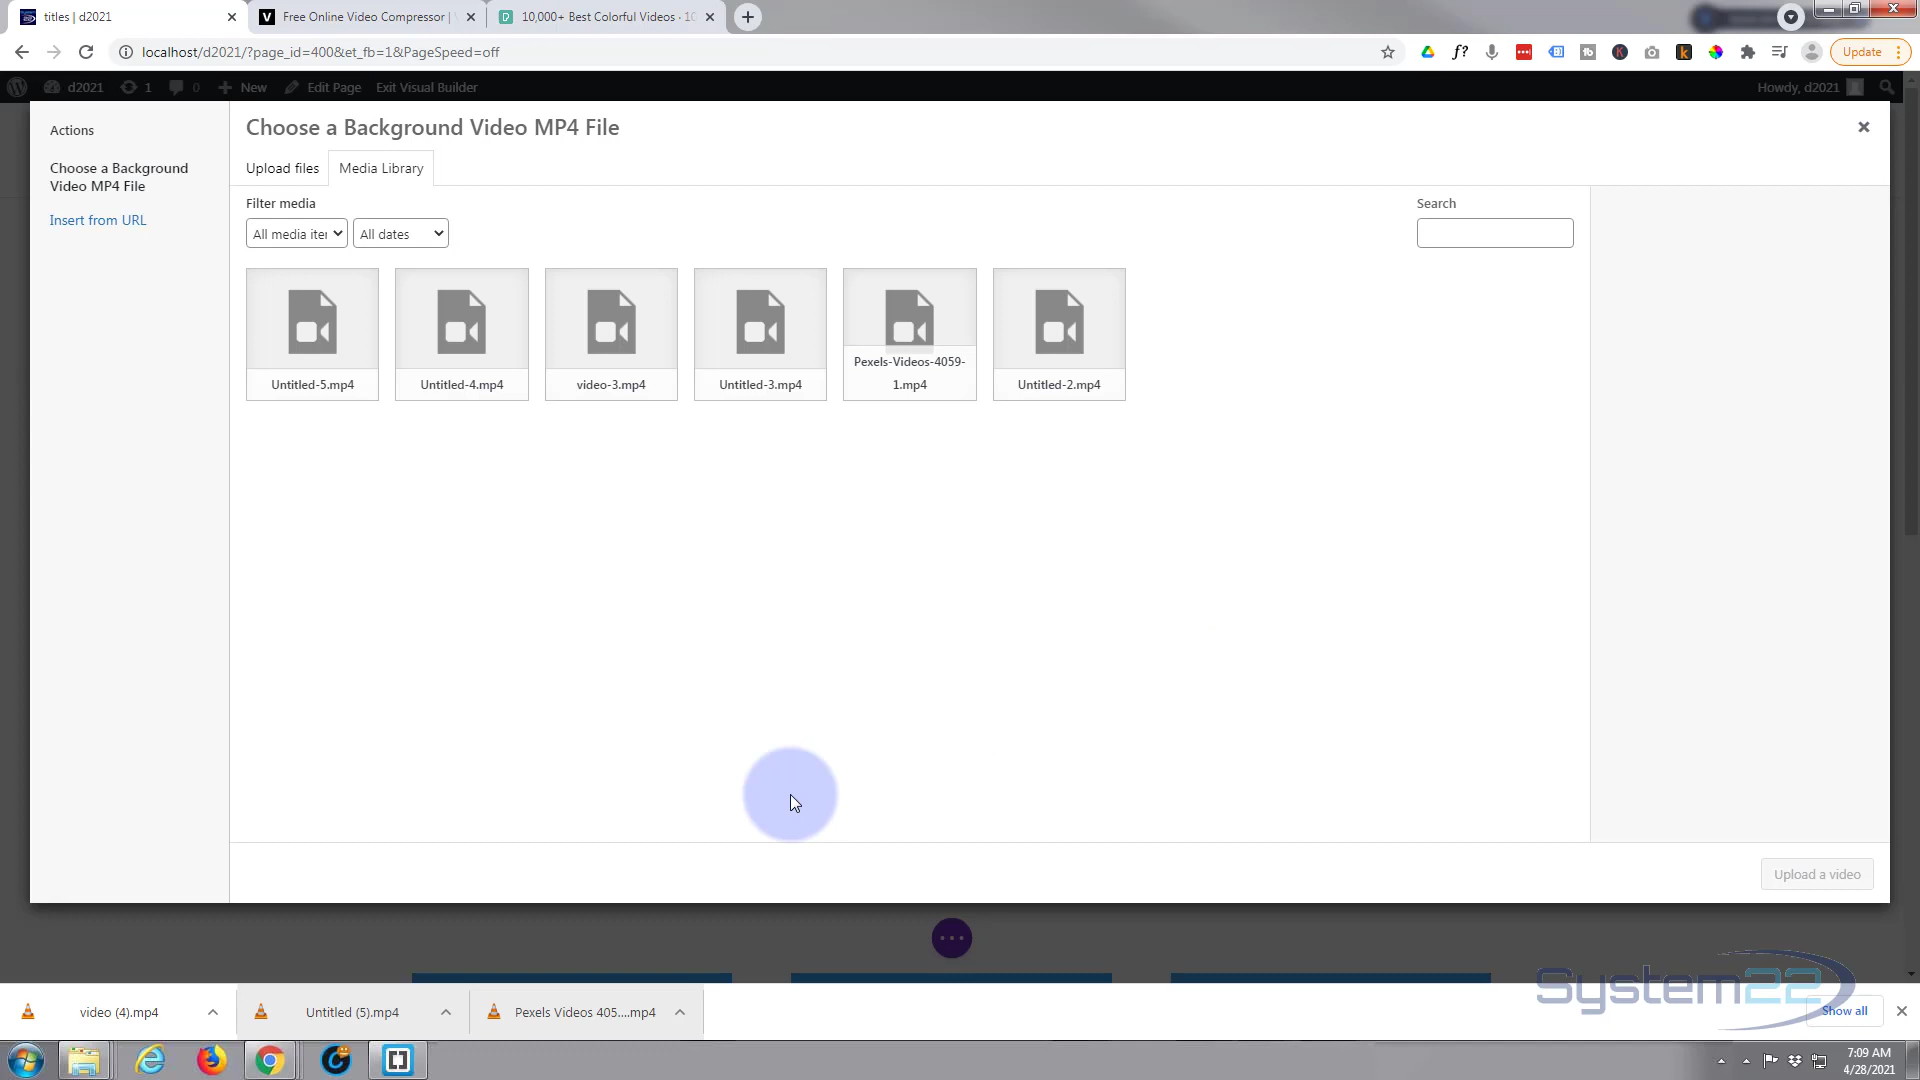 titles | d2021
Free Online Video Compressor |
10,000+ Best Colorful Videos · 10
localhost/d2021/?page_id=400&et_fb=1&PageSpeed=off
f?
Update
d2021
1
0
New
Edit Page
Exit Visual Builder
Howdy, d2021
Actions
Choose a Background
Video MP4 File
Insert from URL
Choose a Background Video MP4 File
Upload files
Media Library
Filter media
All media iter
All dates
Search
Untitled-5.mp4
Untitled-4.mp4
video-3.mp4
Untitled-3.mp4
Pexels-Videos-4059-
1.mp4
Untitled-2.mp4
Upload a video
System22
video (4).mp4
Untitled (5).mp4
Pexels Videos 405....mp4
Show all
7:09 AM
4/28/2021